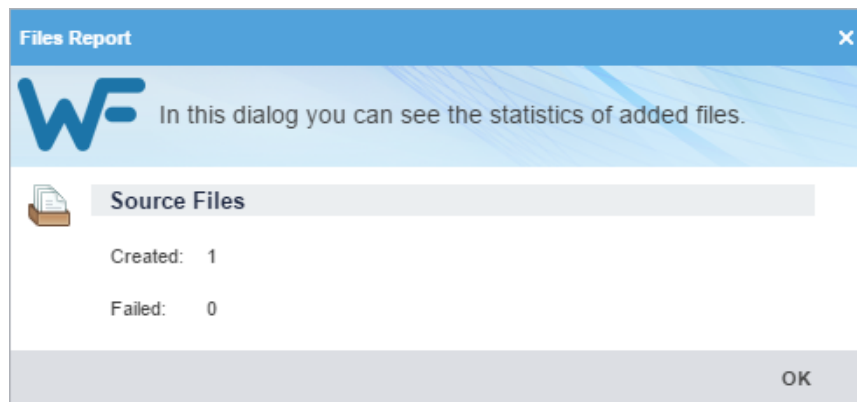 Files Report
WF
In this dialog you can see the statistics of added files.
Source Files
Created: 1
Failed: 0
OK